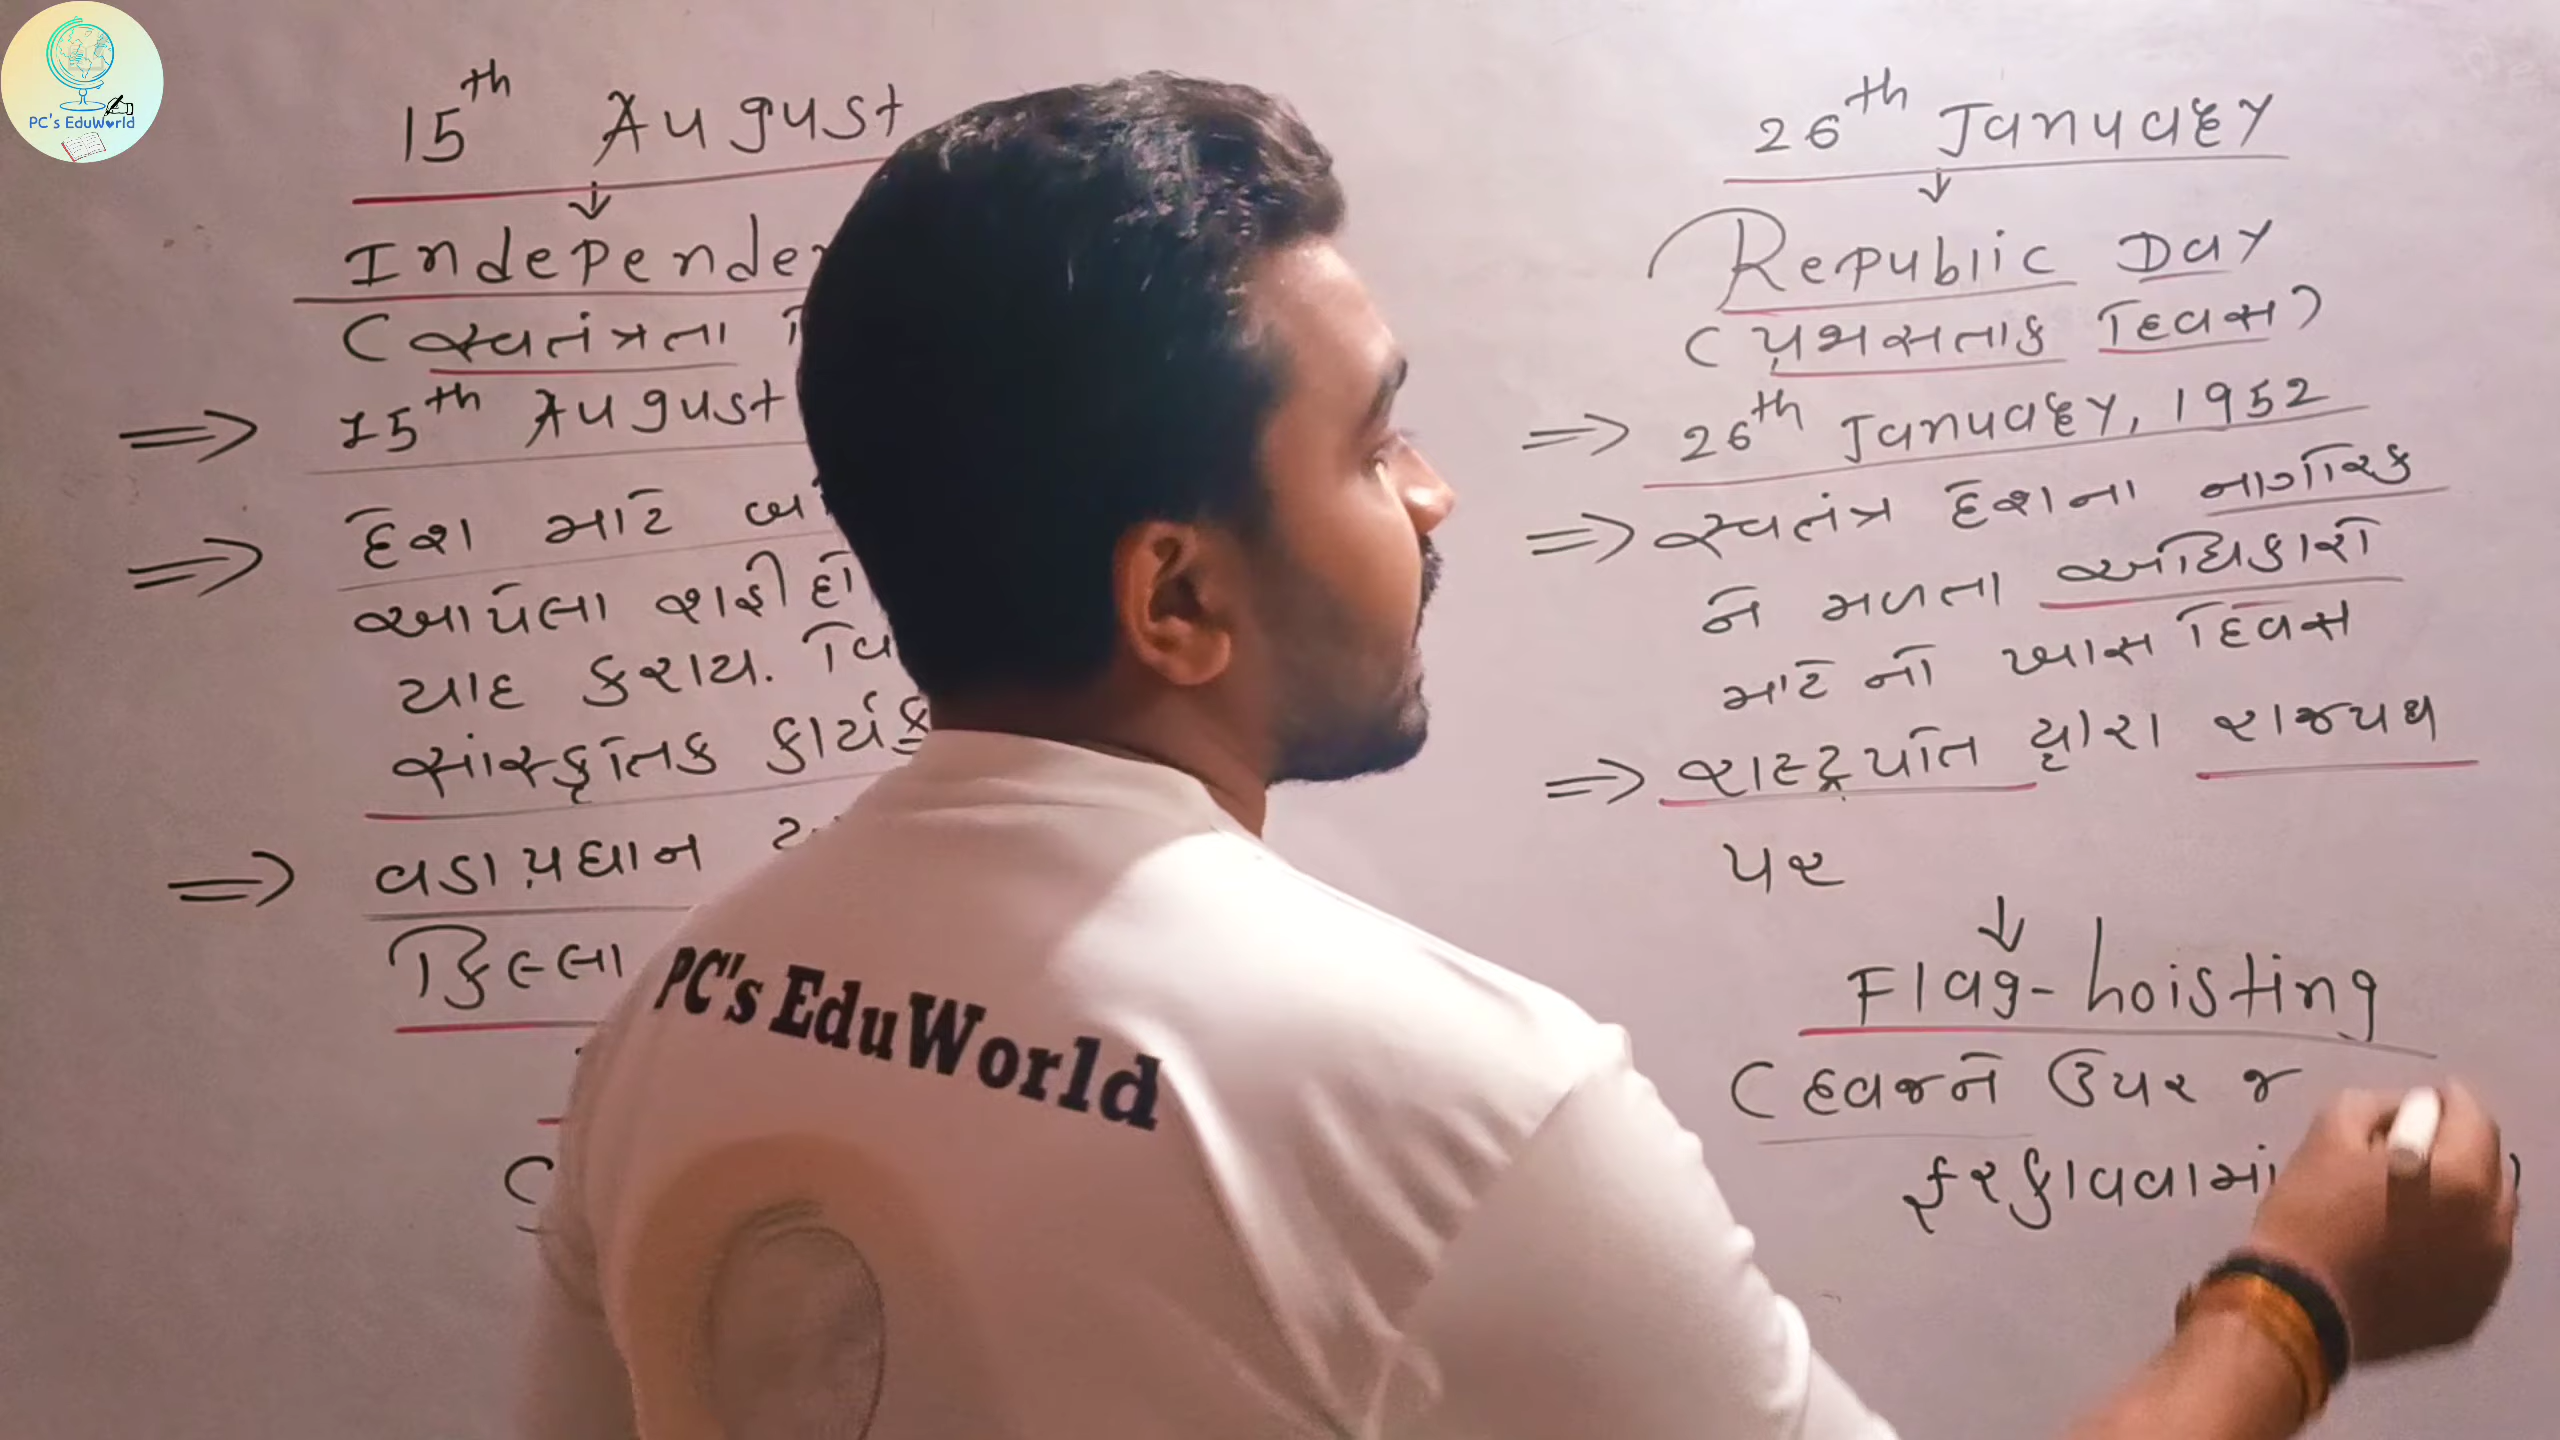 PC's EduWorld
15th August
↓
Independe
(સ્વતંત્રતા
⇒ 15th August
⇒ દેશ માટે
આપેલા શહીદો
યાદ કરાય.
સાંસ્કૃતિક કાર્યક્ર
⇒ વડાપ્રધાન
કિલ્લા
26th January
↓
Republic Day
(પ્રજાસતાક દિવસ)
⇒ 26th January, 1952
⇒ સ્વતંત્ર દેશના નાગરિક
ને મળતા અધિકારો
માટે નો ખાસ દિવસ
⇒ રાષ્ટ્રપતિ દ્વારા રાજપથ
પર
↓
Flag-hoisting
(ધ્વજને ઉપર જ
ફરકાવવામાં
PC's EduWorld